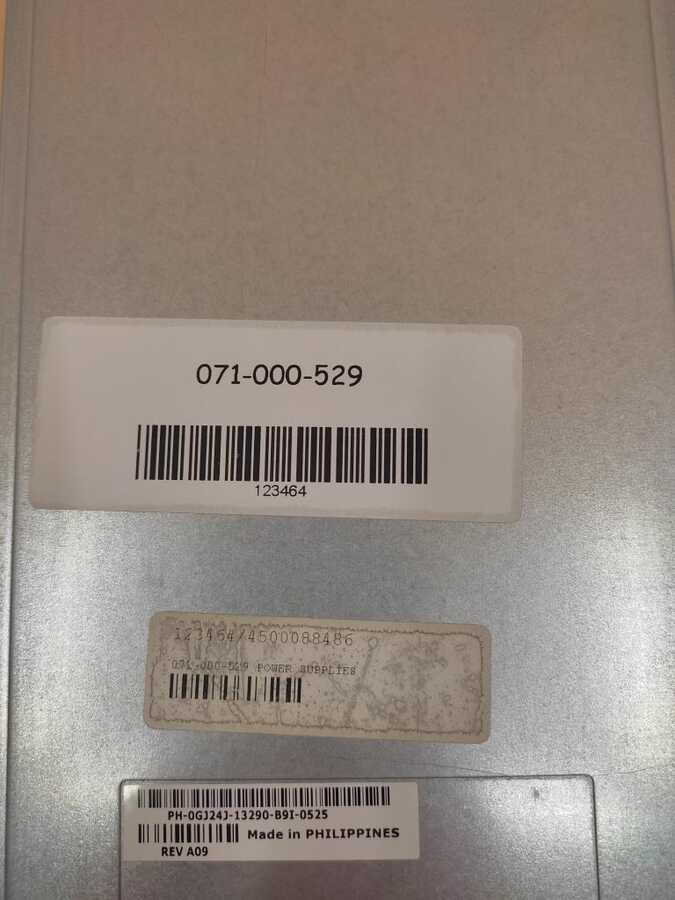 071-000-529
123464
123464/4500088486
071-000-529 POWER SUPPLIES
PH-0GJ24J-13290-B9I-0525
Made in PHILIPPINES
REV A09